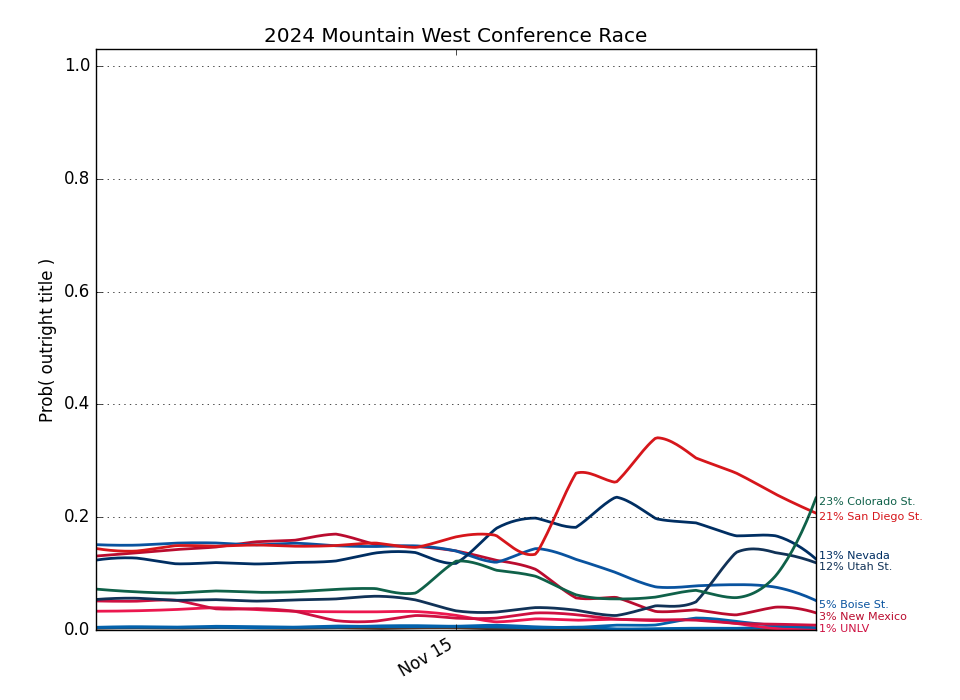 2024 Mountain West Conference Race
1.0
0.8
0.6
0.4
0.2
0.0
Prob( outright title )
Nov 15
23% Colorado St.
21% San Diego St.
13% Nevada
12% Utah St.
5% Boise St.
3% New Mexico
1% UNLV